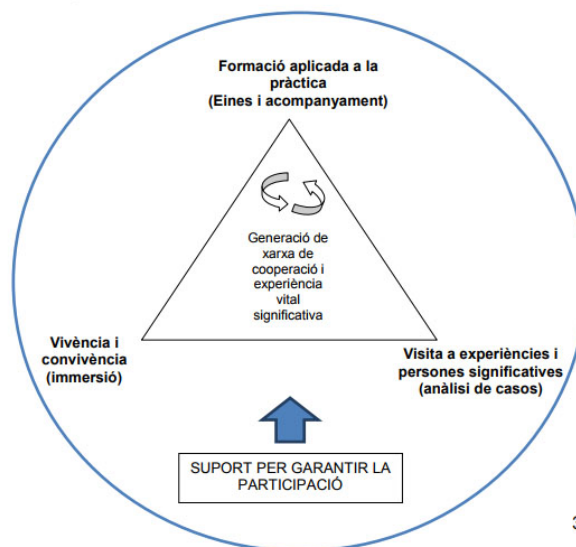 Formació aplicada a la
pràctica
(Eines i acompanyament)
Generació de
xarxa de
cooperació i
experiència
vital
significativa
Vivència i
convivència
(immersió)
Visita a experiències i
persones significatives
(anàlisi de casos)
SUPORT PER GARANTIR LA
PARTICIPACIÓ
3